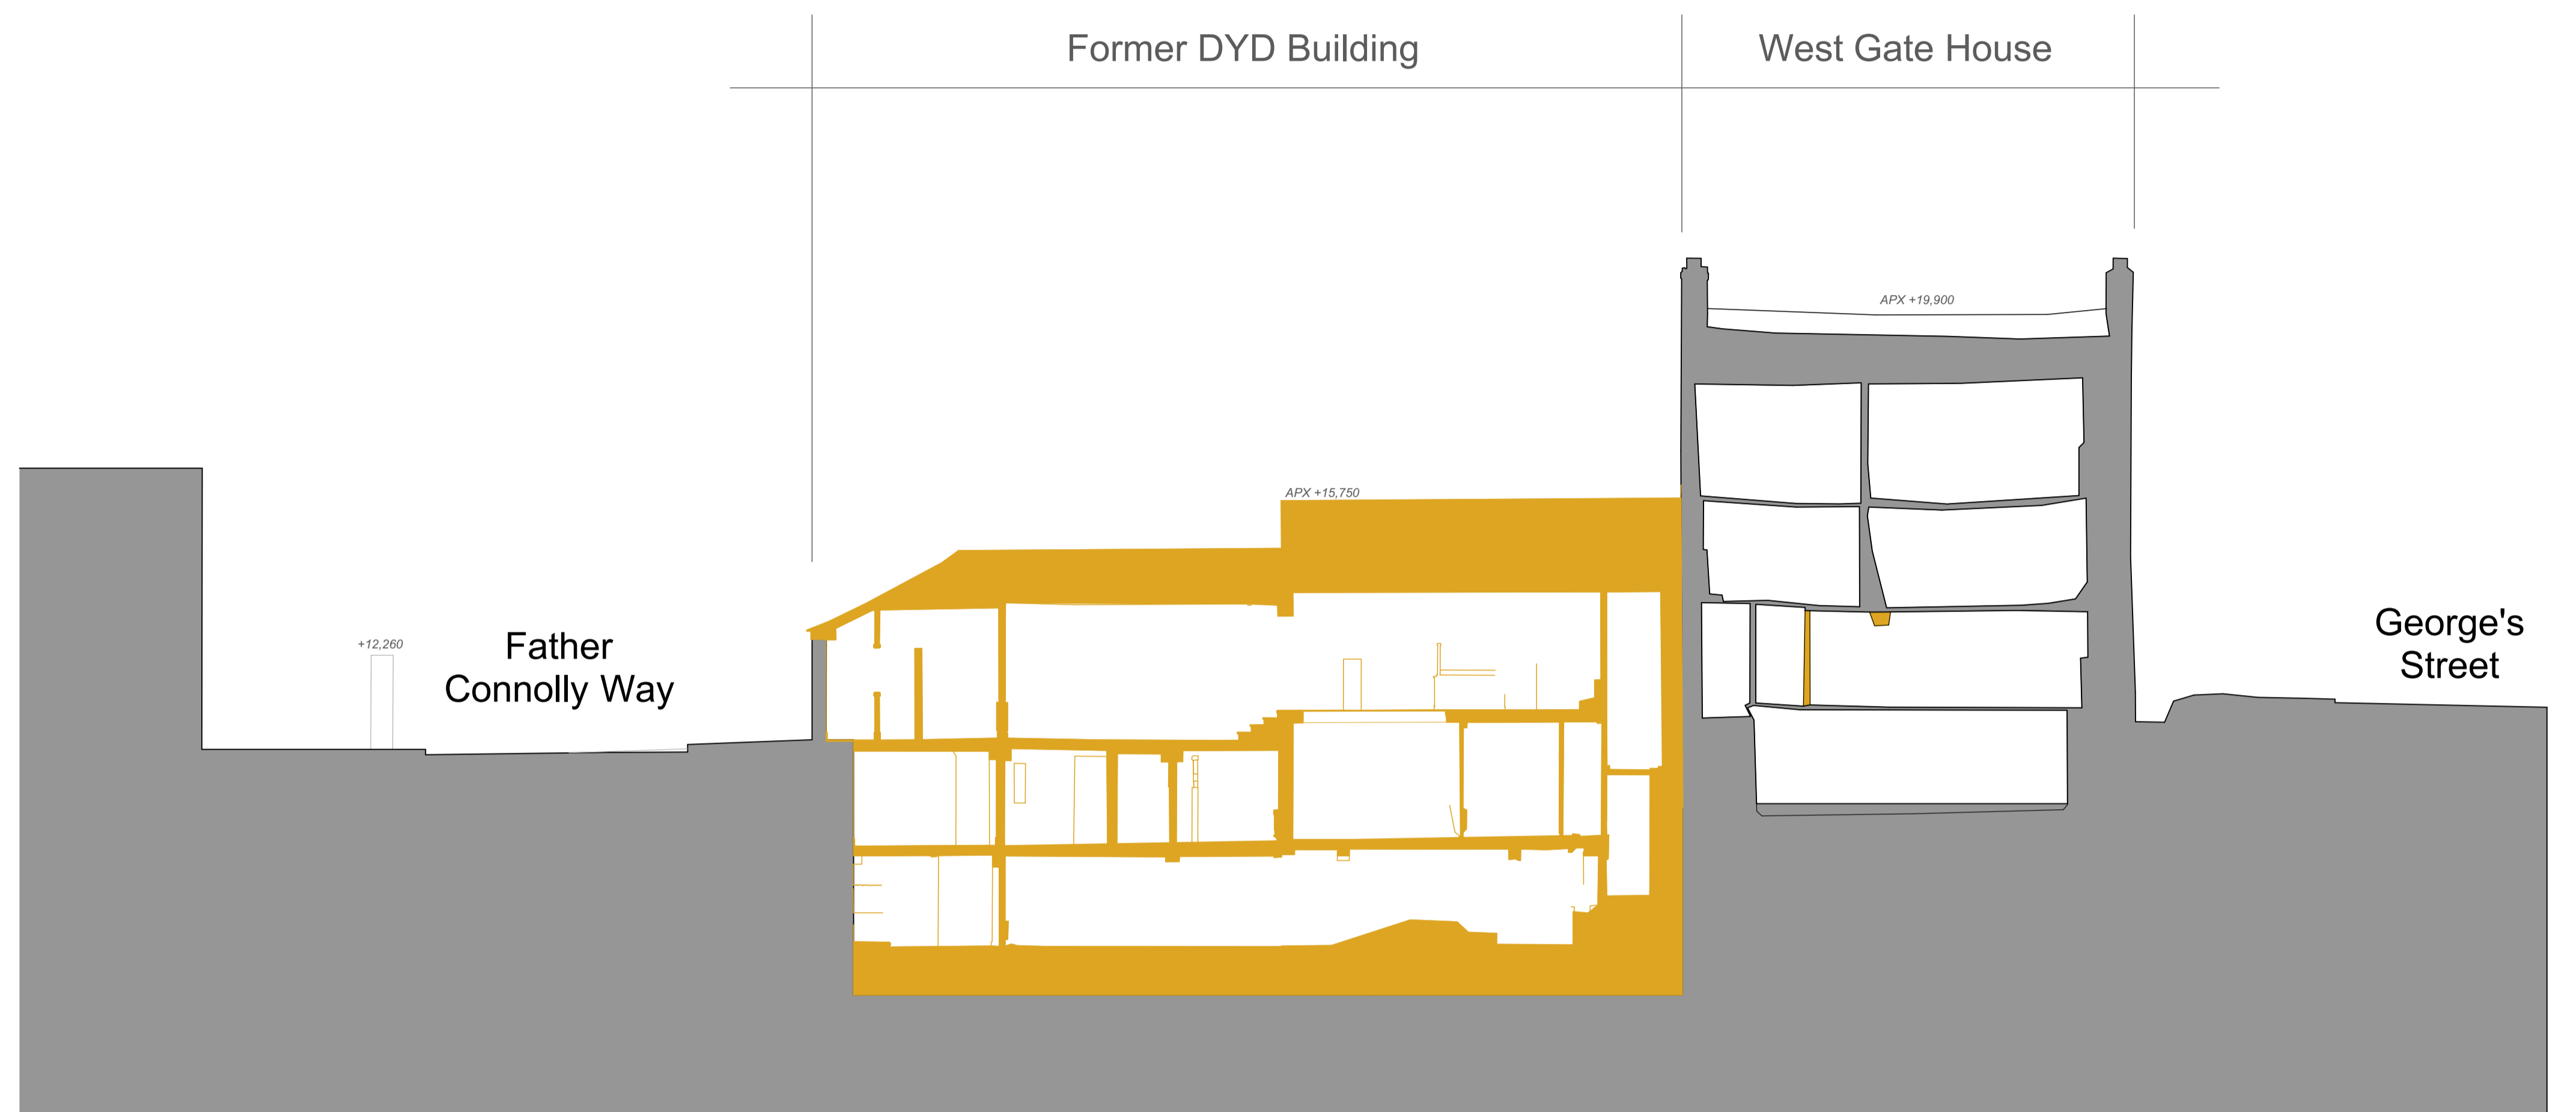 Former DYD Building
West Gate House
APX +19,900
APX +15,750
+12,260
Father
Connolly Way
George's
Street